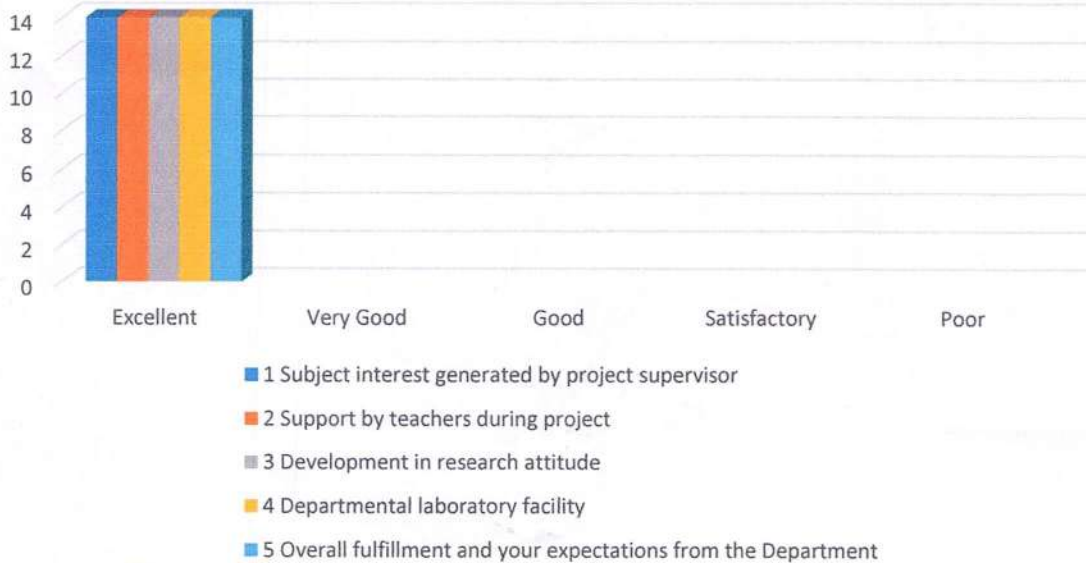 14
12
10
8
6
4
2
0
Excellent Very Good Good Satisfactory Poor
1 Subject interest generated by project supervisor
2 Support by teachers during project
3 Development in research attitude
4 Departmental laboratory facility
5 Overall fulfillment and your expectations from the Department